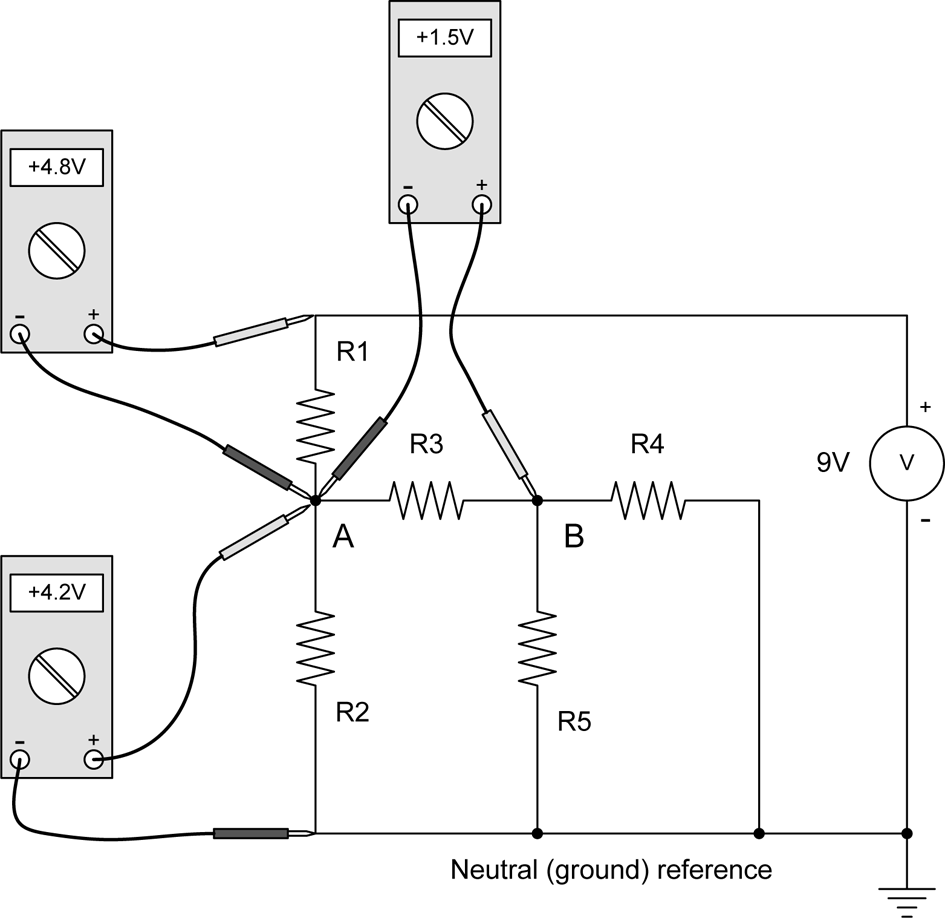 +1.5V
- +
+4.8V
- +
R1
+
R3
R4
9V
V
A
B
-
+4.2V
R2
R5
- +
Neutral (ground) reference